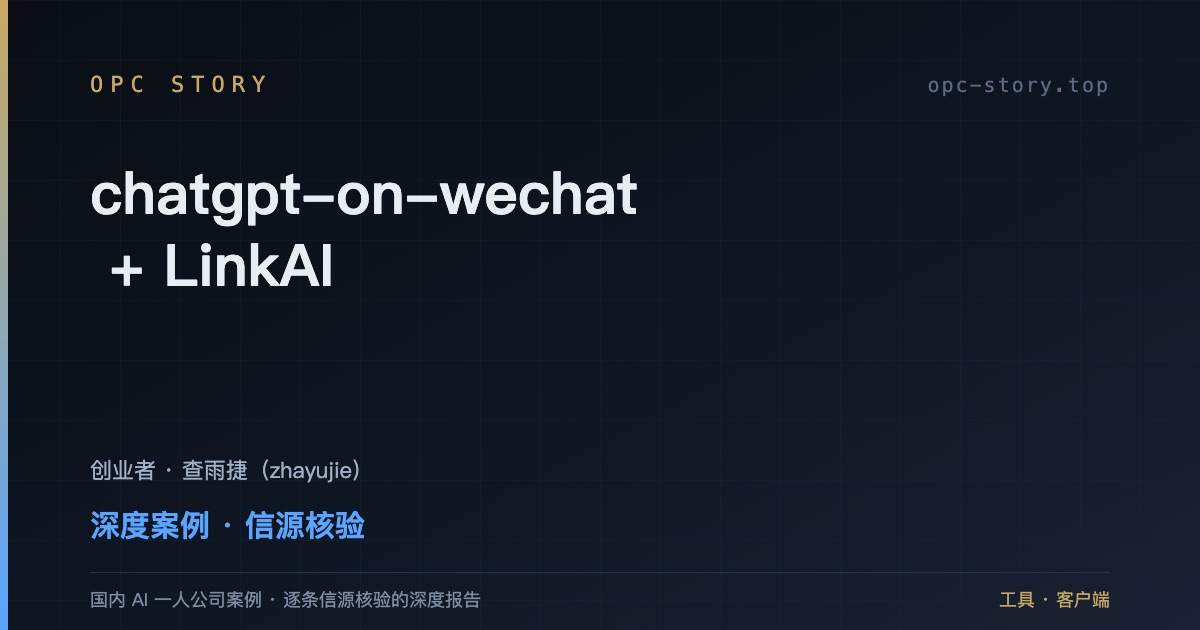 OPC STORY
opc-story.top
chatgpt-on-wechat
+ LinkAI
创业者 · 查雨捷（zhayujie）
深度案例 · 信源核验
国内 AI 一人公司案例 · 逐条信源核验的深度报告
工具 · 客户端